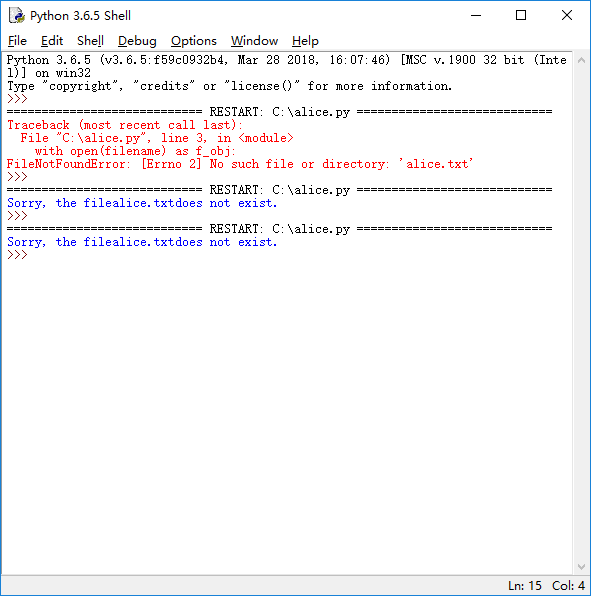 Python 3.6.5 Shell
File Edit Shell Debug Options Window Help
Python 3.6.5 (v3.6.5:f59c0932b4, Mar 28 2018, 16:07:46) [MSC v.1900 32 bit (Inte
l)] on win32
Type "copyright", "credits" or "license()" for more information.
>>>
============================ RESTART: C:\alice.py ============================
Traceback (most recent call last):
  File "C:\alice.py", line 3, in <module>
    with open(filename) as f_obj:
FileNotFoundError: [Errno 2] No such file or directory: 'alice.txt'
>>>
============================ RESTART: C:\alice.py ============================
Sorry, the filealice.txtdoes not exist.
>>>
============================ RESTART: C:\alice.py ============================
Sorry, the filealice.txtdoes not exist.
>>>
Ln: 15 Col: 4